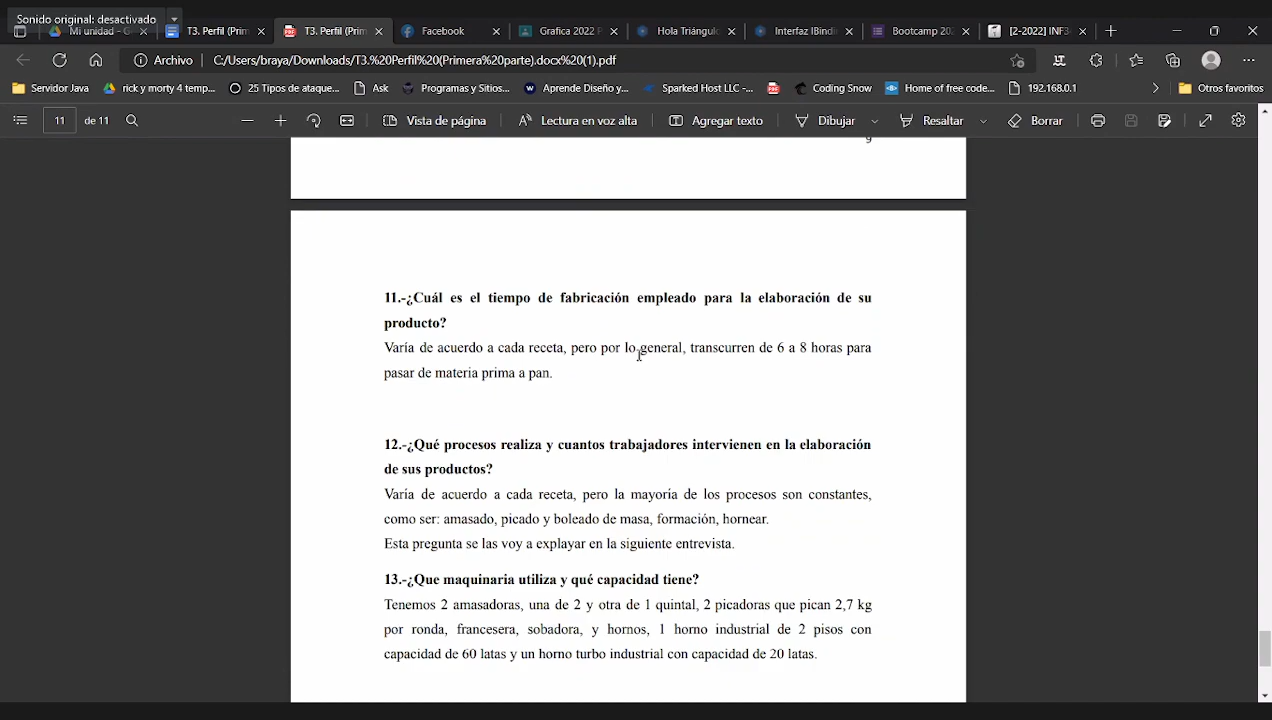 Sonido original: desactivado
Mi unidad - G
T3. Perfil (Prim
T3. Perfil (Prim
Facebook
Grafica 2022 P
Hola Triángulo
Interfaz IBindi
Bootcamp 202
[2-2022] INF3
Archivo C:/Users/braya/Downloads/T3.%20Perfil%20(Primera%20parte).docx%20(1).pdf
Servidor Java
rick y morty 4 temp...
25 Tipos de ataque...
Ask
Programas y Sitios...
Aprende Diseño y...
Sparked Host LLC -...
Coding Snow
Home of free code...
192.168.0.1
Otros favoritos
11 de 11
Vista de página
Lectura en voz alta
Agregar texto
Dibujar
Resaltar
Borrar
9
11.-¿Cuál es el tiempo de fabricación empleado para la elaboración de su
producto?
Varía de acuerdo a cada receta, pero por lo general, transcurren de 6 a 8 horas para
pasar de materia prima a pan.
12.-¿Qué procesos realiza y cuantos trabajadores intervienen en la elaboración
de sus productos?
Varía de acuerdo a cada receta, pero la mayoría de los procesos son constantes,
como ser: amasado, picado y boleado de masa, formación, hornear.
Esta pregunta se las voy a explayar en la siguiente entrevista.
13.-¿Que maquinaria utiliza y qué capacidad tiene?
Tenemos 2 amasadoras, una de 2 y otra de 1 quintal, 2 picadoras que pican 2,7 kg
por ronda, francesera, sobadora, y hornos, 1 horno industrial de 2 pisos con
capacidad de 60 latas y un horno turbo industrial con capacidad de 20 latas.